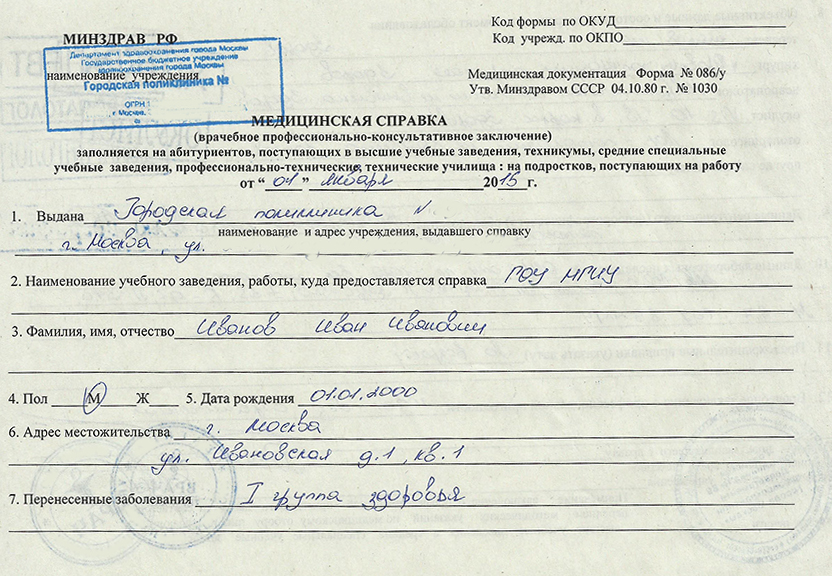 Код формы по ОКУД
МИНЗДРАВ РФ
Код учрежд. по ОКПО
Департамент здравоохранения города Москвы
Государственное бюджетное учреждение
здравоохранения города Москвы
Городская поликлиника №
ОГРН 1
г. Москва,
наименование учреждения
Медицинская документация Форма № 086/у
Утв. Минздравом СССР 04.10.80 г. № 1030
МЕДИЦИНСКАЯ СПРАВКА
(врачебное профессионально-консультативное заключение)
заполняется на абитуриентов, поступающих в высшие учебные заведения, техникумы, средние специальные
учебные заведения, профессионально-технические, технические училища : на подростков, поступающих на работу
от “ 01 ” января 2015 г.
1. Выдана Городская поликлиника №
наименование и адрес учреждения, выдавшего справку
г. Москва, ул.
2. Наименование учебного заведения, работы, куда предоставляется справка
3. Фамилия, имя, отчество Иванов Иван Иванович
4. Пол М Ж 5. Дата рождения 01.01.2000
6. Адрес местожительства г. Москва
ул. Ивановская д.1, кв. 1
7. Перенесенные заболевания I группа здоровья